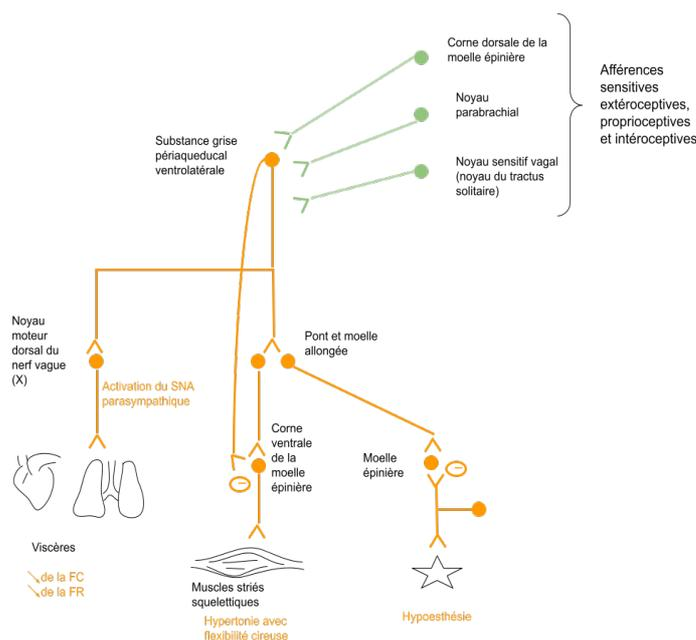 Corne dorsale de la
moelle épinière
Noyau
parabrachial
Noyau sensitif vagal
(noyau du tractus
solitaire)
Afférences
sensitives
extéroceptives,
proprioceptives
et intéroceptives
Substance grise
périaqueducal
ventrolatérale
Noyau
moteur
dorsal du
nerf vague
(X)
Activation du SNA
parasympathique
Pont et moelle
allongée
Corne
ventrale
de la
moelle
épinière
Moelle
épinière
Viscères
↘de la FC
↘de la FR
Muscles striés
squelettiques
Hypertonie avec
flexibilité cireuse
Hypoesthésie